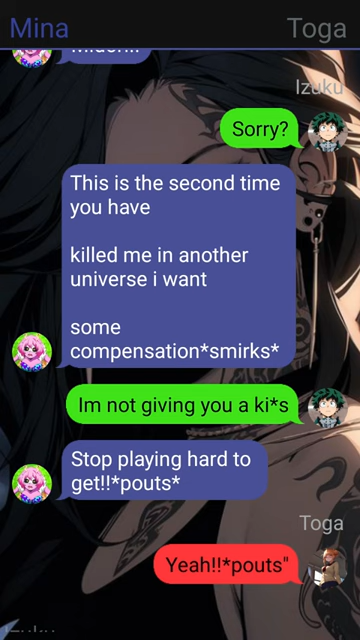 Mina
Toga
Izuku
Sorry?
This is the second time
you have
killed me in another
universe i want
some
compensation*smirks*
Im not giving you a ki*s
Stop playing hard to
get!!*pouts*
Toga
Yeah!!*pouts"